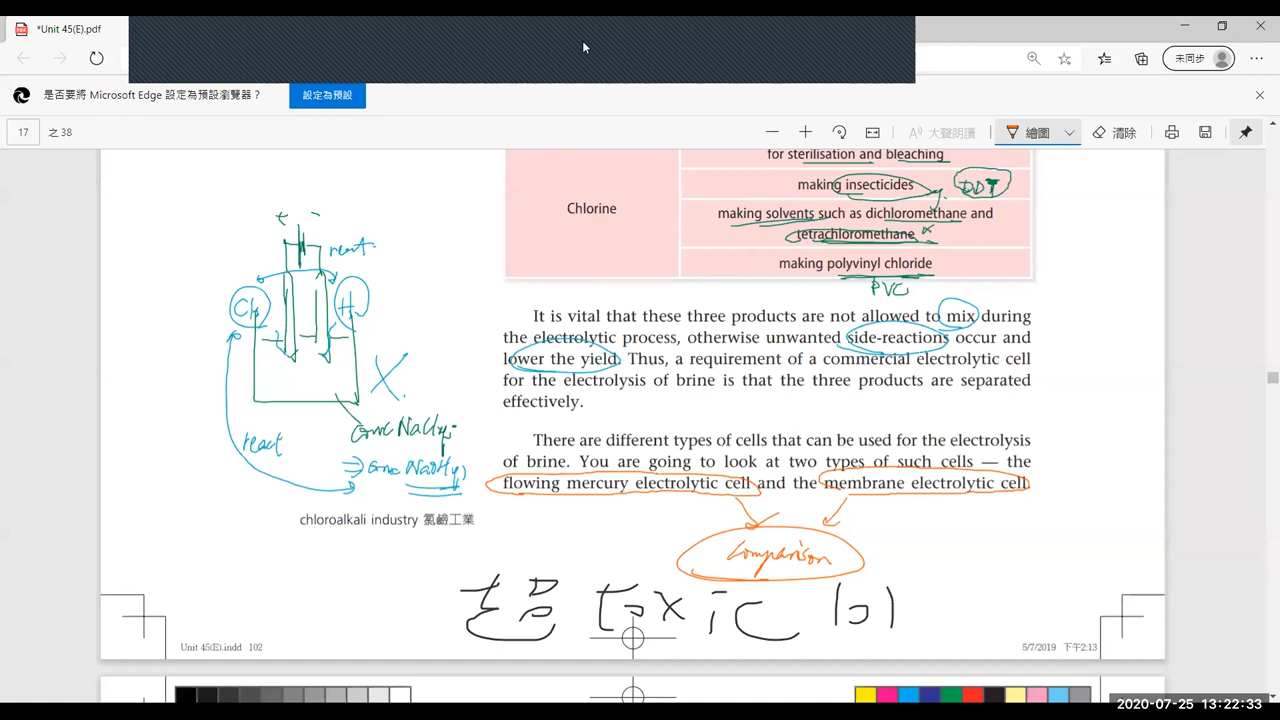 *Unit 45(E).pdf
未同步
是否要將 Microsoft Edge 設定為預設瀏覽器？
設定為預設
17
之 38
大聲朗讀
繪圖
清除
for sterilisation and bleaching
making insecticides
DDT
Chlorine
making solvents such as dichloromethane and
tetrachloromethane
making polyvinyl chloride
PVC
+ -
react
Cl₂
H₂
X
conc NaCl
react
⇒ conc NaOH
It is vital that these three products are not allowed to mix during
the electrolytic process, otherwise unwanted side-reactions occur and
lower the yield. Thus, a requirement of a commercial electrolytic cell
for the electrolysis of brine is that the three products are separated
effectively.
There are different types of cells that can be used for the electrolysis
of brine. You are going to look at two types of such cells — the
flowing mercury electrolytic cell and the membrane electrolytic cell.
chloroalkali industry 氯鹼工業
Comparison
超 toxic
Unit 45(E).indd 102
5/7/2019 下午2:13
2020-07-25 13:22:33